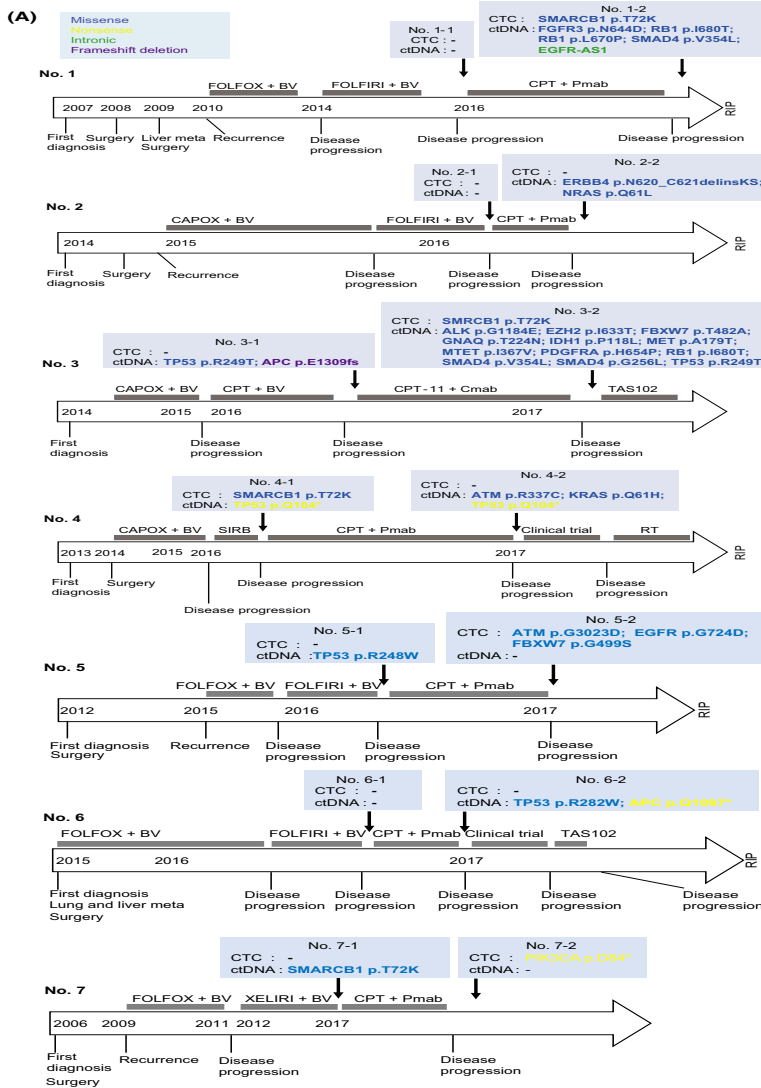 (A)
Missense
Nonsense
Intronic
Frameshift deletion
No. 1-1
CTC : -
ctDNA : -
No. 1-2
CTC : SMARCB1 p.T72K
ctDNA : FGFR3 p.N644D; RB1 p.I680T;
RB1 p.L670P; SMAD4 p.V354L;
EGFR-AS1
No. 1
FOLFOX + BV FOLFIRI + BV CPT + Pmab
2007 2008 2009 2010 2014 2016
RIP
First diagnosis
Surgery
Liver meta Surgery
Recurrence
Disease progression
Disease progression
Disease progression
No. 2-1
CTC : -
ctDNA : -
No. 2-2
CTC : -
ctDNA: ERBB4 p.N620_C621delinsKS;
NRAS p.Q61L
No. 2
CAPOX + BV FOLFIRI + BV CPT + Pmab
2014 2015 2016
RIP
First diagnosis
Surgery
Recurrence
Disease progression
Disease progression
Disease progression
No. 3-1
CTC : -
ctDNA: TP53 p.R249T; APC p.E1309fs
No. 3-2
CTC : SMRCB1 p.T72K
ctDNA: ALK p.G1184E; EZH2 p.I633T; FBXW7 p.T482A;
GNAQ p.T224N; IDH1 p.P118L; MET p.A179T;
MTET p.I367V; PDGFRA p.H654P; RB1 p.I680T;
SMAD4 p.V354L; SMAD4 p.G256L; TP53 p.R249T
No. 3
CAPOX + BV CPT + BV CPT-11 + Cmab TAS102
2014 2015 2016 2017
First diagnosis
Disease progression
Disease progression
Disease progression
No. 4-1
CTC : SMARCB1 p.T72K
ctDNA: TP53 p.Q104*
No. 4-2
CTC : -
ctDNA: ATM p.R337C; KRAS p.Q61H;
TP53 p.Q104*
No. 4
CAPOX + BV SIRB CPT + Pmab Clinical trial RT
2013 2014 2015 2016 2017
RIP
First diagnosis
Surgery
Disease progression
Disease progression
Disease progression
Disease progression
No. 5-1
CTC : -
ctDNA :TP53 p.R248W
No. 5-2
CTC : ATM p.G3023D; EGFR p.G724D;
FBXW7 p.G499S
ctDNA: -
No. 5
FOLFOX + BV FOLFIRI + BV CPT + Pmab
2012 2015 2016 2017
RIP
First diagnosis
Surgery
Recurrence
Disease progression
Disease progression
Disease progression
No. 6-1
CTC : -
ctDNA : -
No. 6-2
CTC : -
ctDNA : TP53 p.R282W; APC
No. 6
FOLFOX + BV FOLFIRI + BV CPT + Pmab Clinical trial TAS102
2015 2016 2017
RIP
First diagnosis
Lung and liver meta
Surgery
Disease progression
Disease progression
Disease progression
Disease progression
Disease progression
No. 7-1
CTC : -
ctDNA: SMARCB1 p.T72K
No. 7-2
CTC : PIK3CA
ctDNA: -
No. 7
FOLFOX + BV XELIRI + BV CPT + Pmab
2006 2009 2011 2012 2017
First diagnosis
Surgery
Recurrence
Disease progression
Disease progression